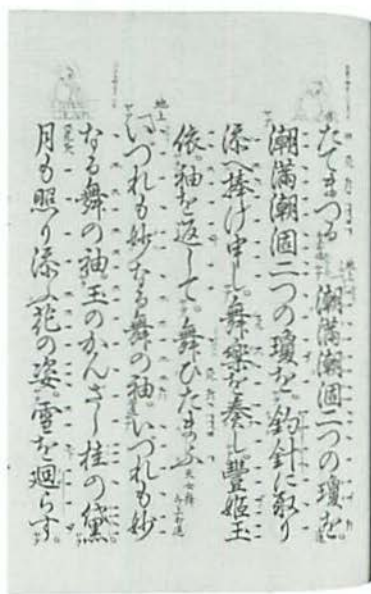 たてまつる 潮満潮涸二つの瓊を。
潮満潮涸二つの瓊を。釣針に取り
添へ捧げ申し。舞楽を奏し。豐姫玉
依。袖を返して。舞ひたまふ
地上
いづれも妙なる舞の袖。いづれも妙
なる舞の袖。玉のかんざし桂の黛
月も照り添ふ花の姿。雪を廻らす。